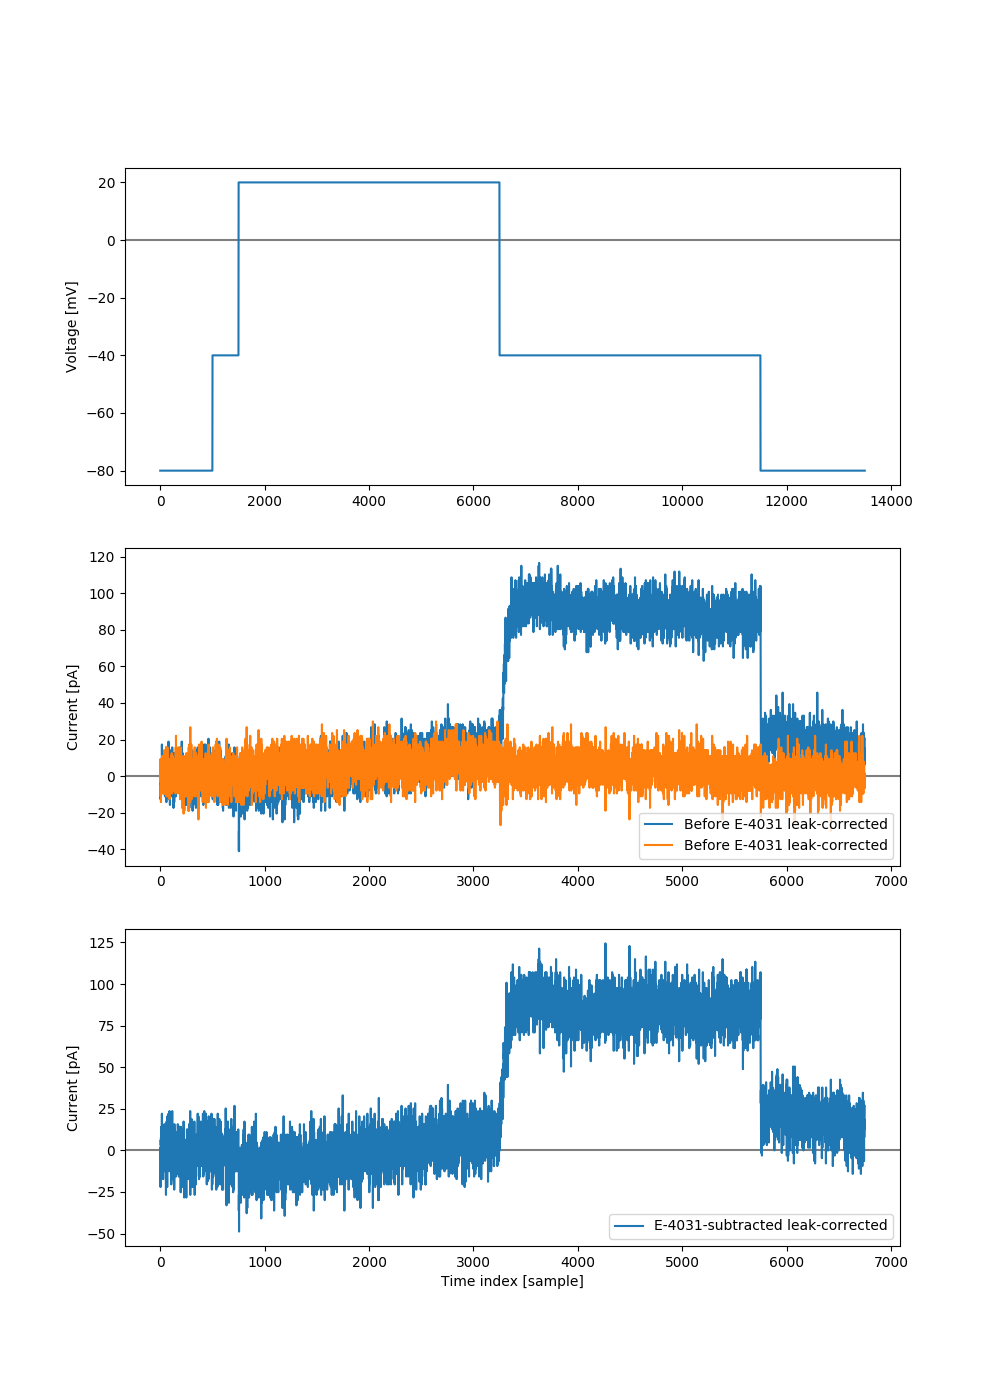 20
0
−20
−40
−60
−80
Voltage [mV]
0 2000 4000 6000 8000 10000 12000 14000
120
100
80
60
40
20
0
−20
−40
Current [pA]
Before E-4031 leak-corrected
Before E-4031 leak-corrected
0 1000 2000 3000 4000 5000 6000 7000
125
100
75
50
25
0
−25
−50
Current [pA]
E-4031-subtracted leak-corrected
0 1000 2000 3000 4000 5000 6000 7000
Time index [sample]